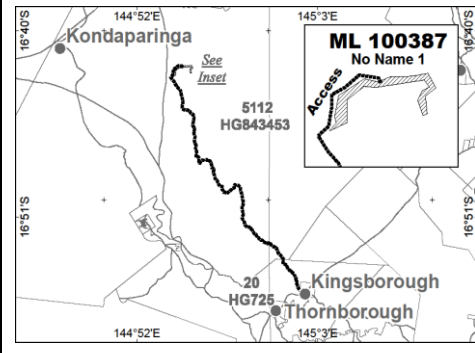 144°52'E
145°3'E
16°40'S
16°40'S
Kondaparinga
See
Inset
ML 100387
No Name 1
Access
5112
HG843453
16°51'S
16°51'S
20
HG725
Kingsborough
Thornborough
144°52'E
145°3'E